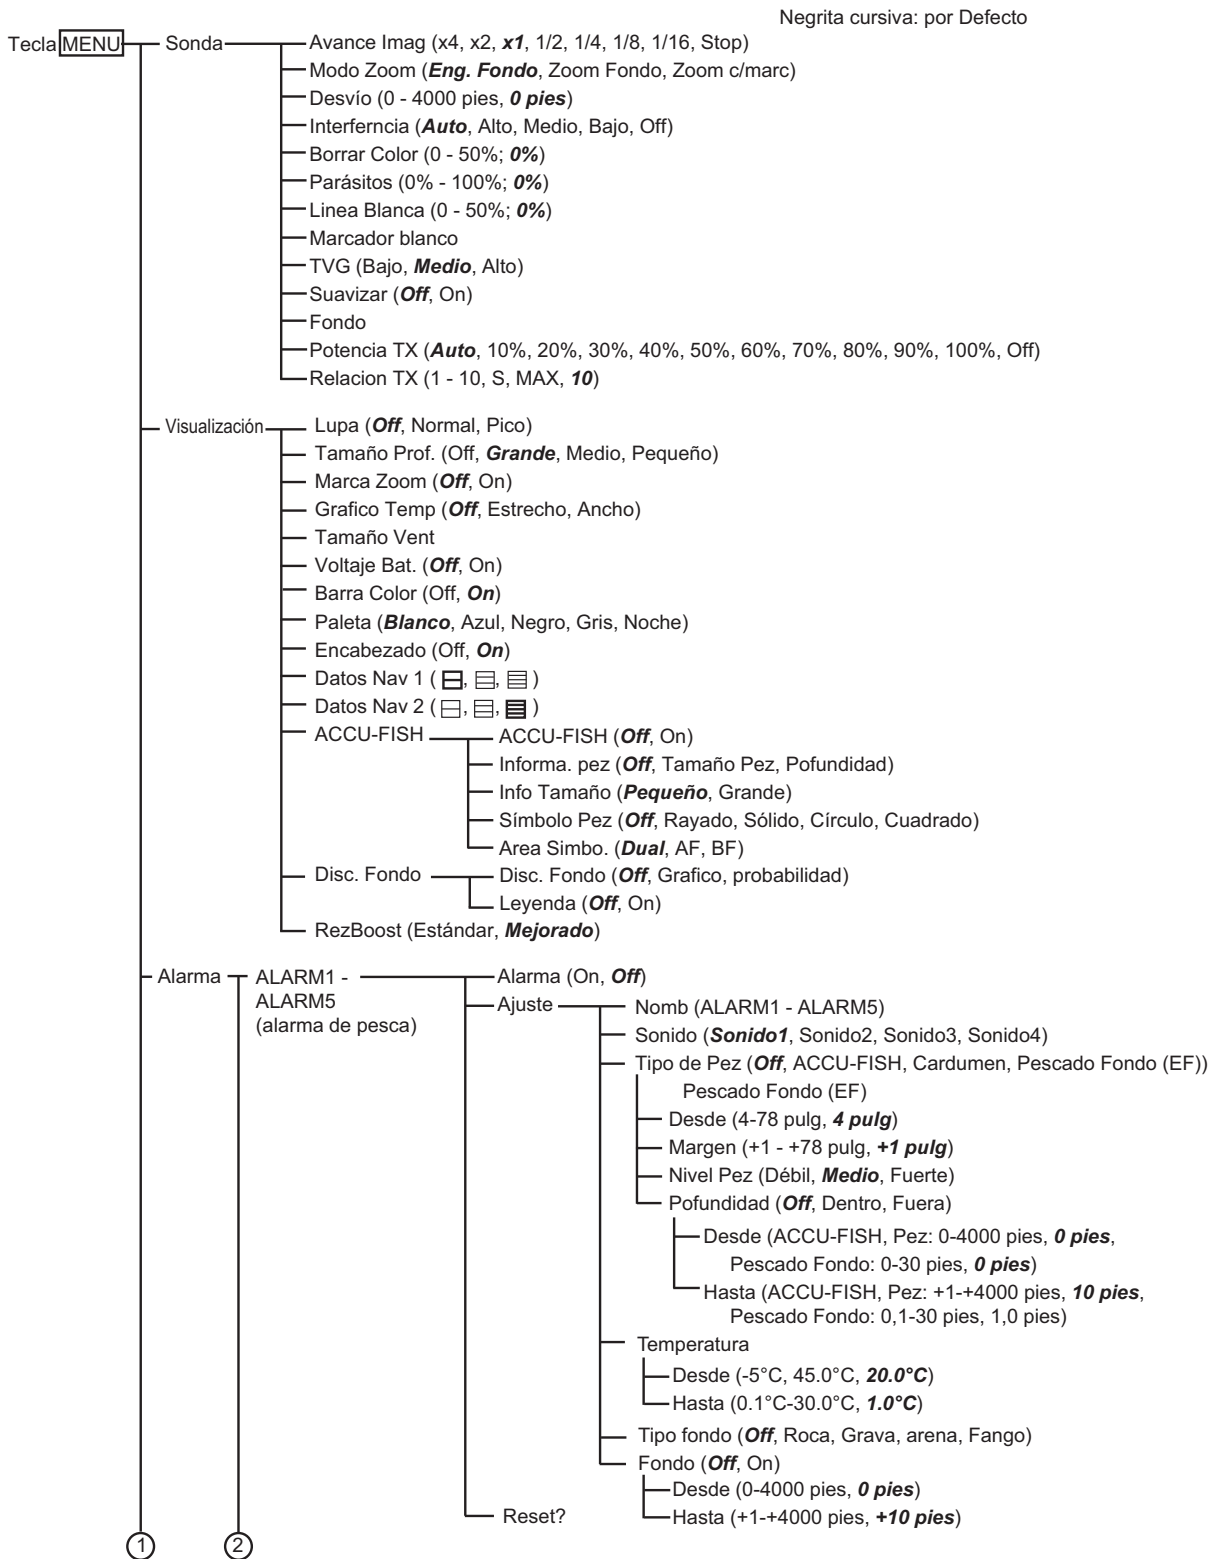 Negrita cursiva: por Defecto
Tecla MENU
Sonda
Avance Imag (x4, x2, x1, 1/2, 1/4, 1/8, 1/16, Stop)
Modo Zoom (Eng. Fondo, Zoom Fondo, Zoom c/marc)
Desvío (0 - 4000 pies, 0 pies)
Interferncia (Auto, Alto, Medio, Bajo, Off)
Borrar Color (0 - 50%; 0%)
Parásitos (0% - 100%; 0%)
Linea Blanca (0 - 50%; 0%)
Marcador blanco
TVG (Bajo, Medio, Alto)
Suavizar (Off, On)
Fondo
Potencia TX (Auto, 10%, 20%, 30%, 40%, 50%, 60%, 70%, 80%, 90%, 100%, Off)
Relacion TX (1 - 10, S, MAX, 10)
Visualización
Lupa (Off, Normal, Pico)
Tamaño Prof. (Off, Grande, Medio, Pequeño)
Marca Zoom (Off, On)
Grafico Temp (Off, Estrecho, Ancho)
Tamaño Vent
Voltaje Bat. (Off, On)
Barra Color (Off, On)
Paleta (Blanco, Azul, Negro, Gris, Noche)
Encabezado (Off, On)
Datos Nav 1 ( , , )
Datos Nav 2 ( , , )
ACCU-FISH
ACCU-FISH (Off, On)
Informa. pez (Off, Tamaño Pez, Pofundidad)
Info Tamaño (Pequeño, Grande)
Símbolo Pez (Off, Rayado, Sólido, Círculo, Cuadrado)
Area Simbo. (Dual, AF, BF)
Disc. Fondo
Disc. Fondo (Off, Grafico, probabilidad)
Leyenda (Off, On)
RezBoost (Estándar, Mejorado)
Alarma
ALARM1 -
ALARM5
(alarma de pesca)
Alarma (On, Off)
Ajuste
Nomb (ALARM1 - ALARM5)
Sonido (Sonido1, Sonido2, Sonido3, Sonido4)
Tipo de Pez (Off, ACCU-FISH, Cardumen, Pescado Fondo (EF))
Pescado Fondo (EF)
Desde (4-78 pulg, 4 pulg)
Margen (+1 - +78 pulg, +1 pulg)
Nivel Pez (Débil, Medio, Fuerte)
Pofundidad (Off, Dentro, Fuera)
Desde (ACCU-FISH, Pez: 0-4000 pies, 0 pies,
Pescado Fondo: 0-30 pies, 0 pies)
Hasta (ACCU-FISH, Pez: +1-+4000 pies, 10 pies,
Pescado Fondo: 0,1-30 pies, 1,0 pies)
Temperatura
Desde (-5°C, 45.0°C, 20.0°C)
Hasta (0.1°C-30.0°C, 1.0°C)
Tipo fondo (Off, Roca, Grava, arena, Fango)
Fondo (Off, On)
Desde (0-4000 pies, 0 pies)
Hasta (+1-+4000 pies, +10 pies)
Reset?
1
2